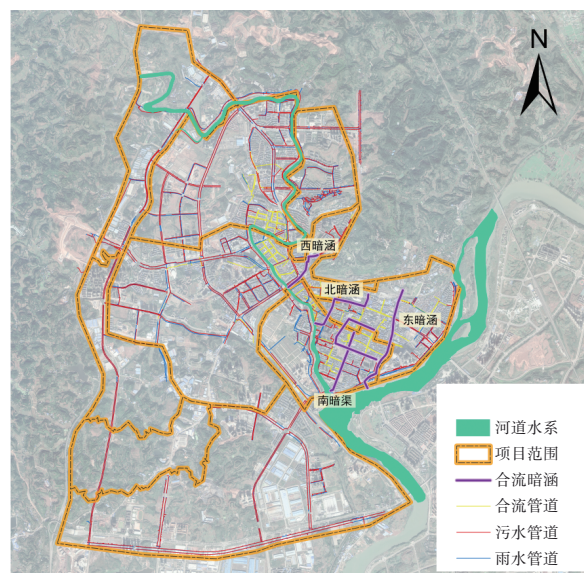 N
西暗涵
北暗涵
东暗涵
南暗渠
河道水系
项目范围
合流暗涵
合流管道
污水管道
雨水管道